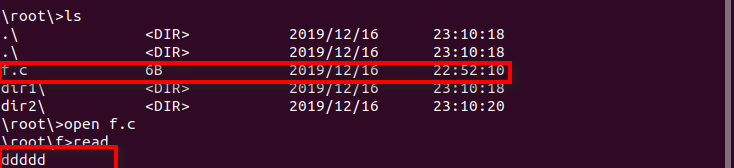 \root\>ls
.\ <DIR> 2019/12/16 23:10:18
.\ <DIR> 2019/12/16 23:10:18
f.c 6B 2019/12/16 22:52:10
dir1\ <DIR> 2019/12/16 23:10:18
dir2\ <DIR> 2019/12/16 23:10:20
\root\>open f.c
\root\f>read
ddddd